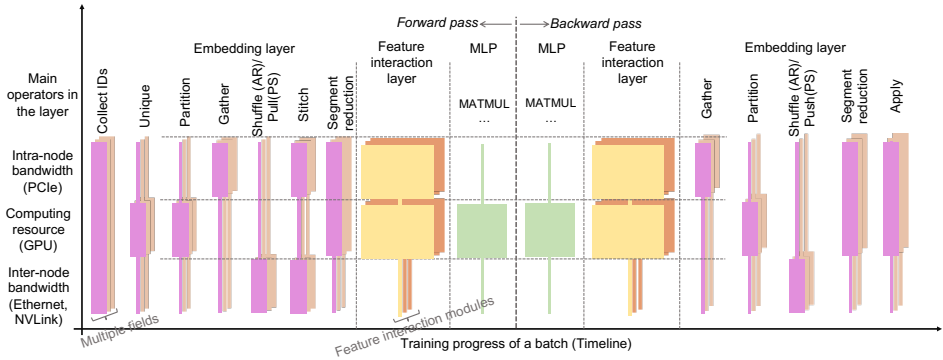 Forward pass
Backward pass
Embedding layer
Feature
interaction
layer
MLP
MLP
Feature
interaction
layer
Embedding layer
Main
operators in
the layer
Collect IDs
Unique
Partition
Gather
Shuffle (AR)/
Pull(PS)
Stitch
Segment
reduction
MATMUL
...
MATMUL
...
Gather
Partition
Shuffle (AR)/
Push(PS)
Segment
reduction
Apply
Intra-node
bandwidth
(PCIe)
Computing
resource
(GPU)
Inter-node
bandwidth
(Ethernet,
NVLink)
Multiple fields
Feature interaction modules
Training progress of a batch (Timeline)